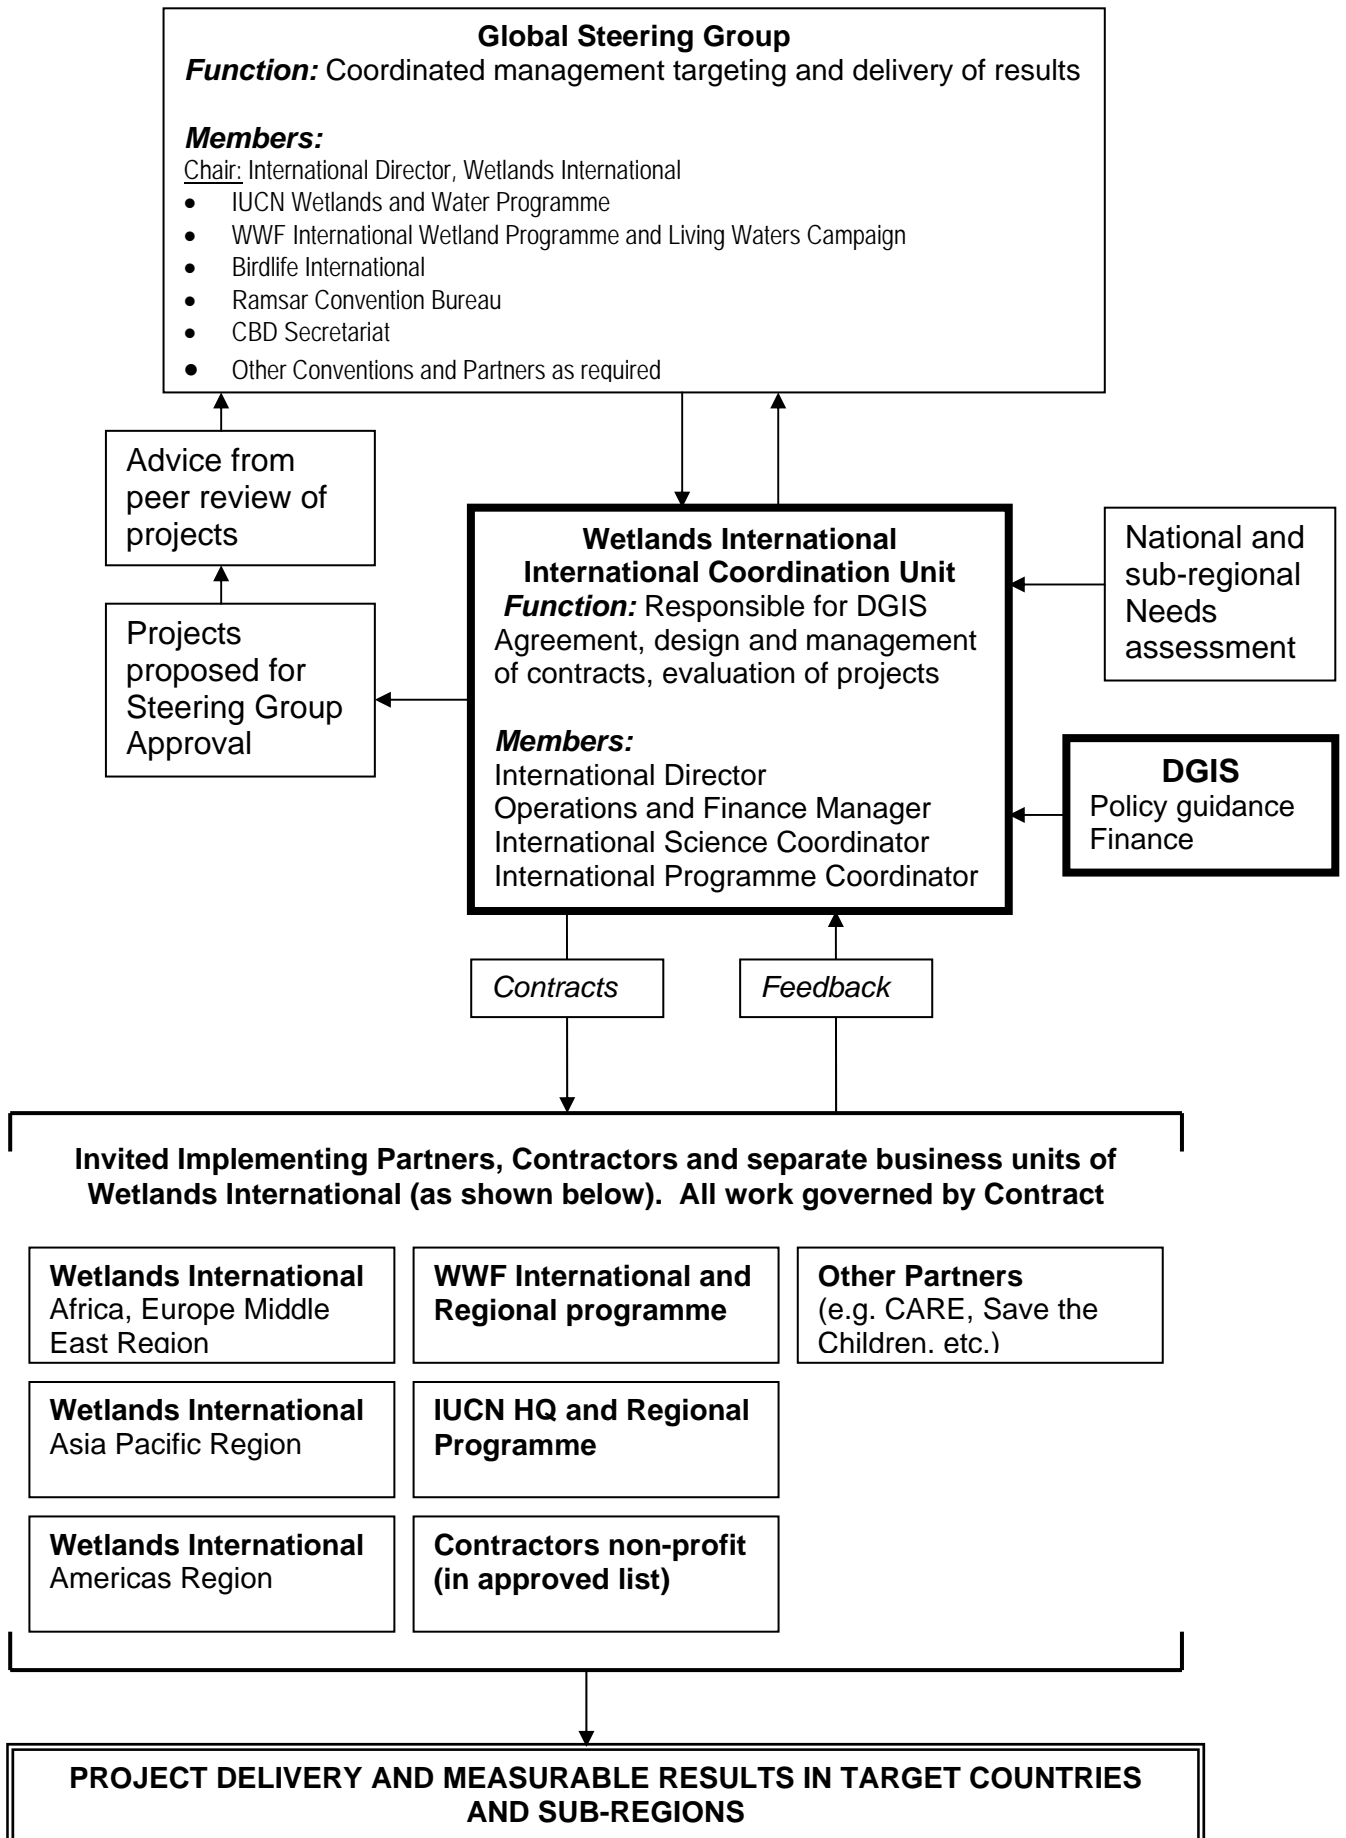 Global Steering Group
Function: Coordinated management targeting and delivery of results
Members:
Chair: International Director, Wetlands International
• IUCN Wetlands and Water Programme
• WWF International Wetland Programme and Living Waters Campaign
• Birdlife International
• Ramsar Convention Bureau
• CBD Secretariat
• Other Conventions and Partners as required
Advice from
peer review of
projects
Projects
proposed for
Steering Group
Approval
Wetlands International
International Coordination Unit
Function: Responsible for DGIS
Agreement, design and management
of contracts, evaluation of projects
Members:
International Director
Operations and Finance Manager
International Science Coordinator
International Programme Coordinator
National and
sub-regional
Needs
assessment
DGIS
Policy guidance
Finance
Contracts
Feedback
Invited Implementing Partners, Contractors and separate business units of
Wetlands International (as shown below).  All work governed by Contract
Wetlands International
Africa, Europe Middle
East Region
WWF International and
Regional programme
Other Partners
(e.g. CARE, Save the
Children. etc.)
Wetlands International
Asia Pacific Region
IUCN HQ and Regional
Programme
Wetlands International
Americas Region
Contractors non-profit
(in approved list)
PROJECT DELIVERY AND MEASURABLE RESULTS IN TARGET COUNTRIES
AND SUB-REGIONS